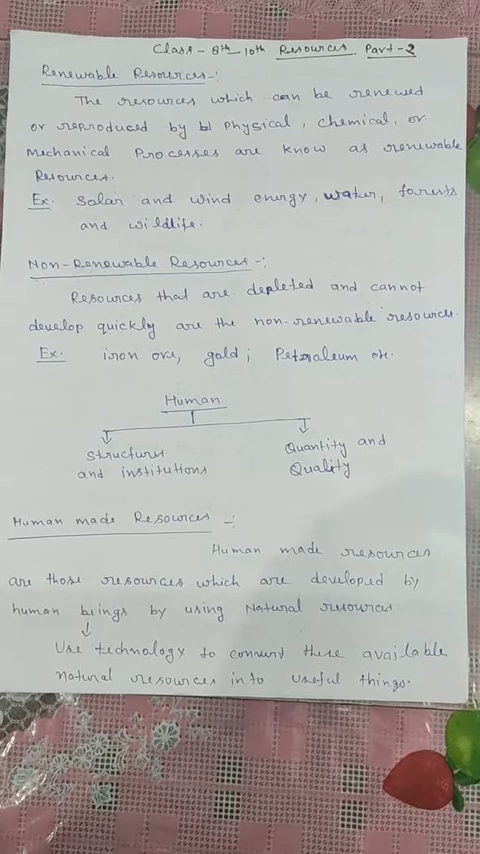 Class - 8th - 10th Resources Part-2
Renewable Resources -:
The resources which can be renewed
or reproduced by Physical, chemical, or
Mechanical Processes are know as renewable
Resources.
Ex. Solar and wind energy, water, forests
and wildlife.
Non-Renewable Resources -:
Resources that are depleted and cannot
develop quickly are the non-renewable resources.
Ex. iron ore, gold, Petroleum etc.
Human
Structures Quantity and
and institutions Quality
Human made Resources -:
Human made resources
are those resources which are developed by
human beings by using Natural resources
Use technology to convert these available
natural resources into useful things.